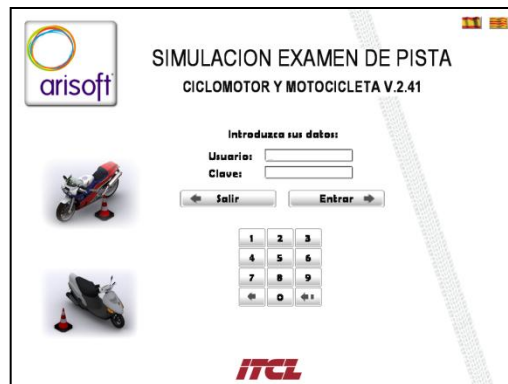 arisoft
SIMULACION EXAMEN DE PISTA
CICLOMOTOR Y MOTOCICLETA V.2.41
Introduzca sus datos:
Usuario:
Clave:
Salir
Entrar
1 2 3
4 5 6
7 8 9
0
ITCL